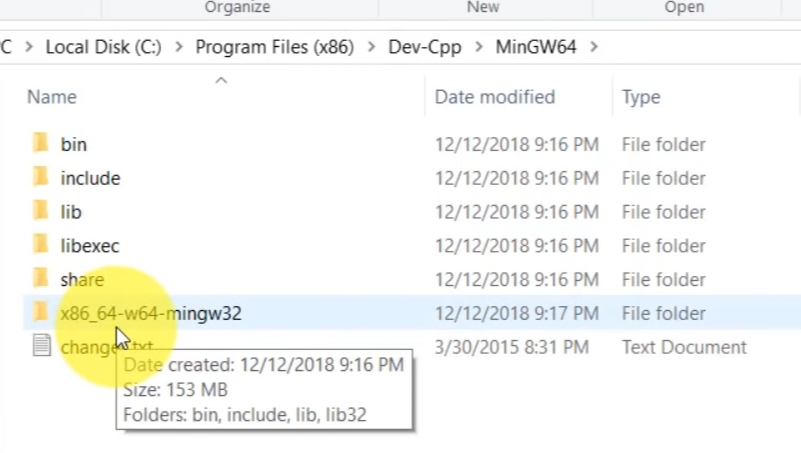 Organize New Open
Local Disk (C:) > Program Files (x86) > Dev-Cpp > MinGW64 >
Name Date modified Type
bin 12/12/2018 9:16 PM File folder
include 12/12/2018 9:16 PM File folder
lib 12/12/2018 9:16 PM File folder
libexec 12/12/2018 9:16 PM File folder
share 12/12/2018 9:16 PM File folder
x86_64-w64-mingw32 12/12/2018 9:17 PM File folder
3/30/2015 8:31 PM Text Document
Date created: 12/12/2018 9:16 PM
Size: 153 MB
Folders: bin, include, lib, lib32